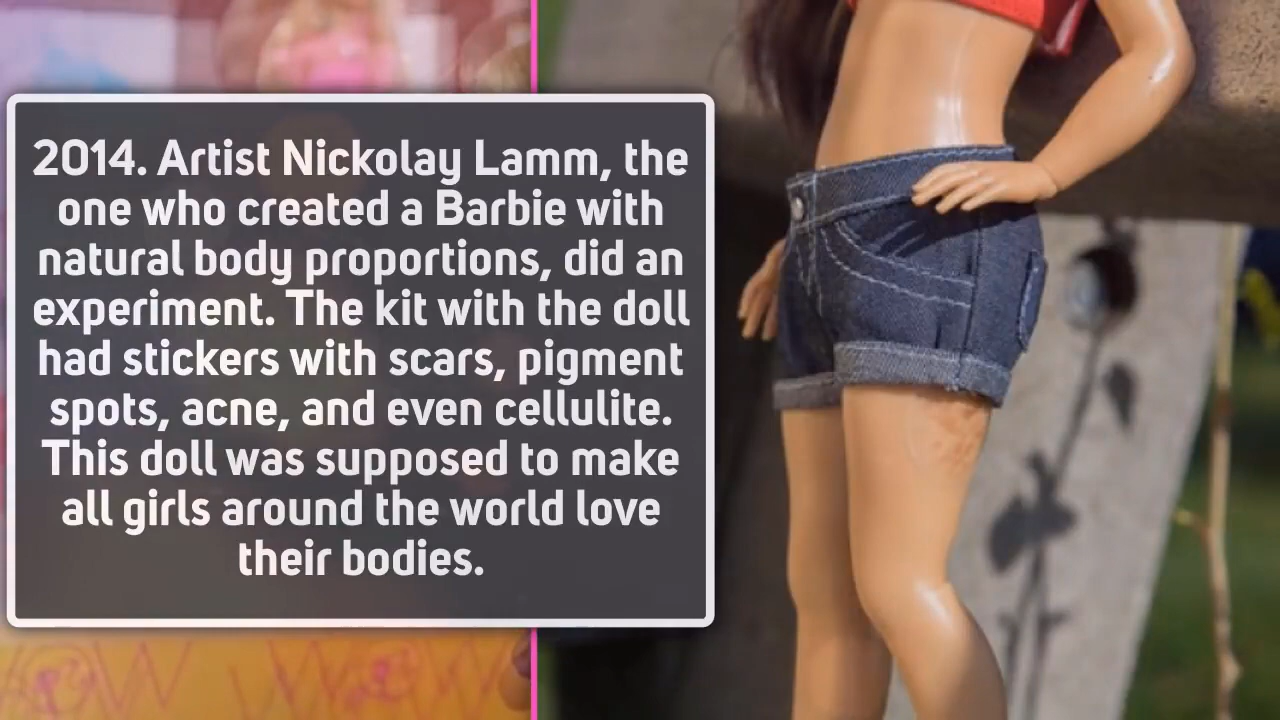 2014. Artist Nickolay Lamm, the
one who created a Barbie with
natural body proportions, did an
experiment. The kit with the doll
had stickers with scars, pigment
spots, acne, and even cellulite.
This doll was supposed to make
all girls around the world love
their bodies.